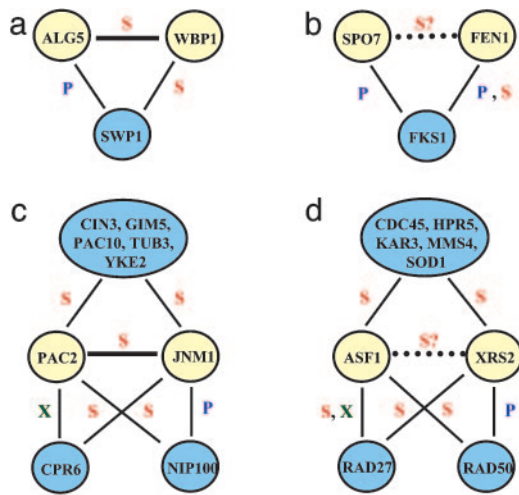 a
S
ALG5 WBP1
P S
SWP1
b
S?
SPO7 FEN1
P P , S
FKS1
c
CIN3, GIM5,
PAC10, TUB3,
YKE2
S S
S
PAC2 JNM1
X S S P
CPR6 NIP100
d
CDC45, HPR5,
KAR3, MMS4,
SOD1
S S
S?
ASF1 XRS2
S, X S S P
RAD27 RAD50